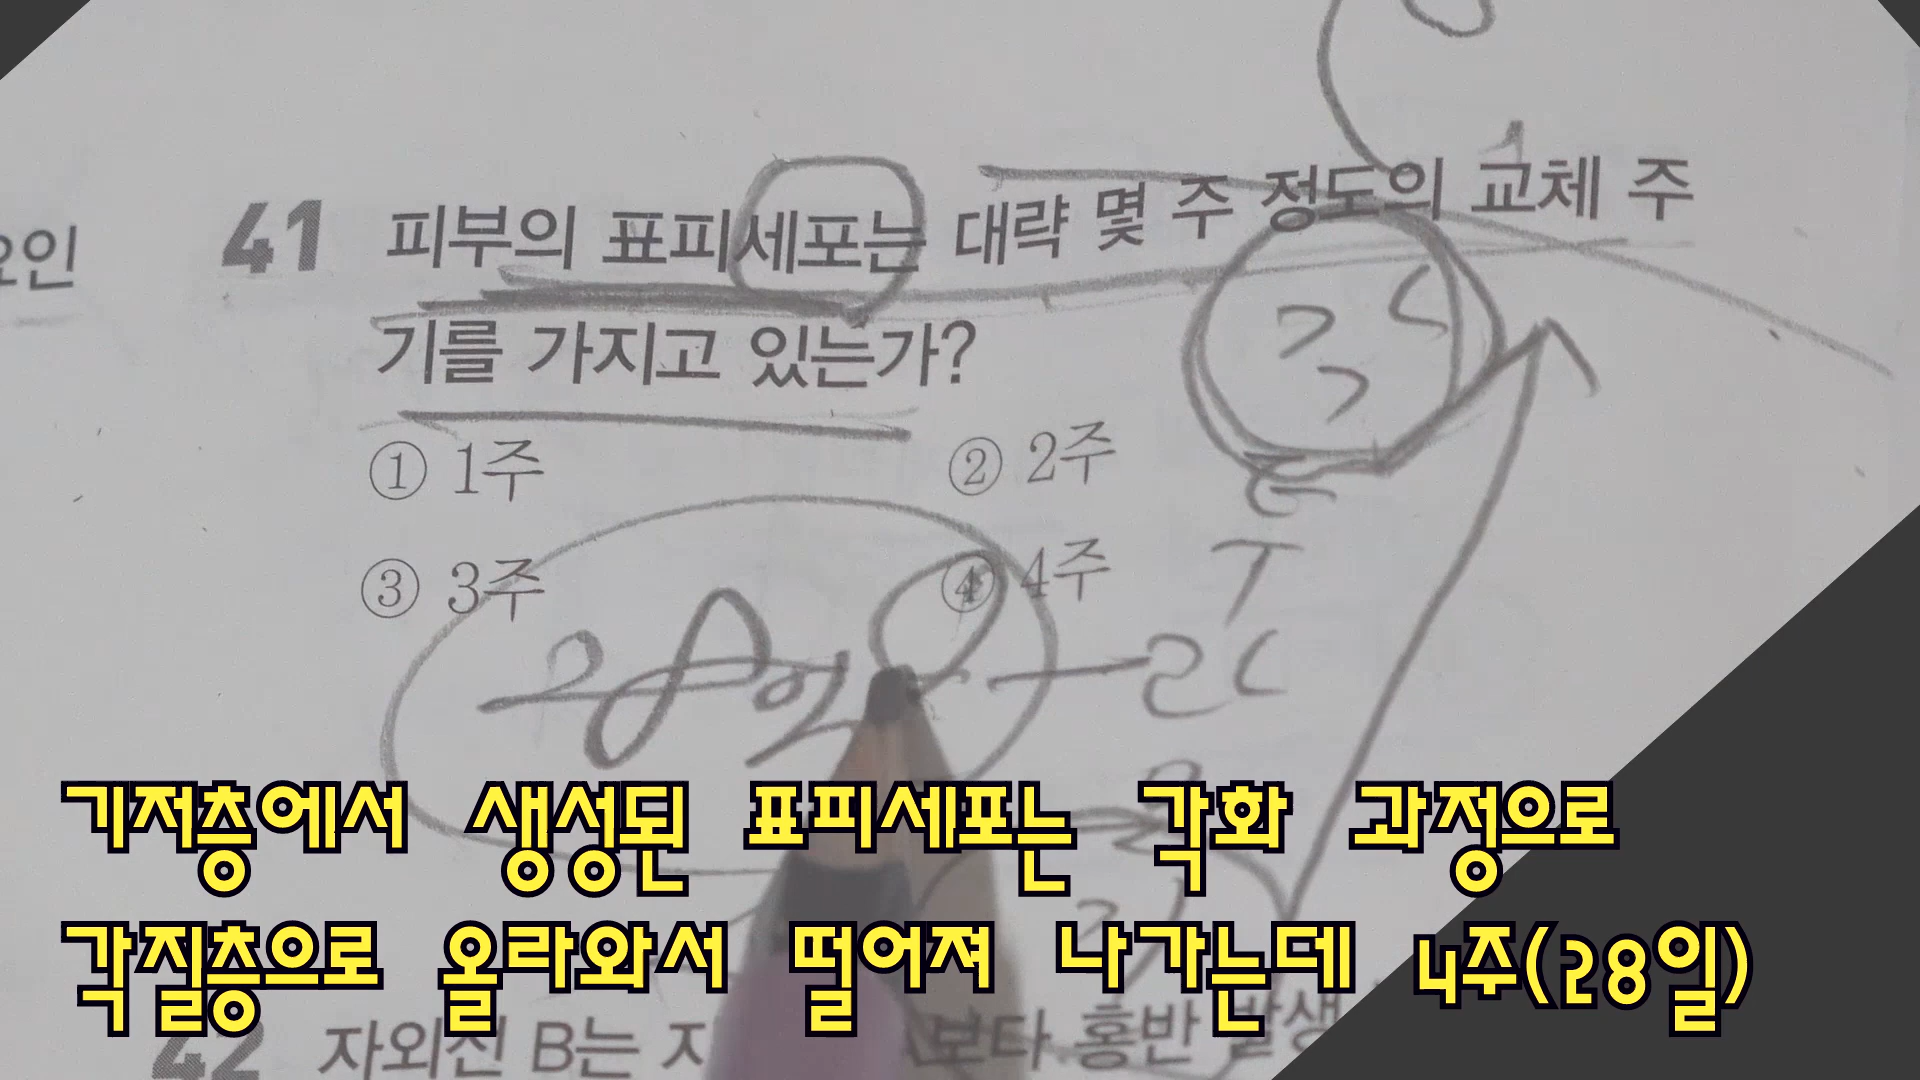 요인
41 피부의 표피세포는 대략 몇 주 정도의 교체 주
기를 가지고 있는가?
① 1주 ② 2주
③ 3주 ④ 4주
28일
기저층에서 생성된 표피세포는 각화 과정으로
각질층으로 올라와서 떨어져 나가는데 4주(28일)
42 자외선 B는 자 보다 홍반 발생